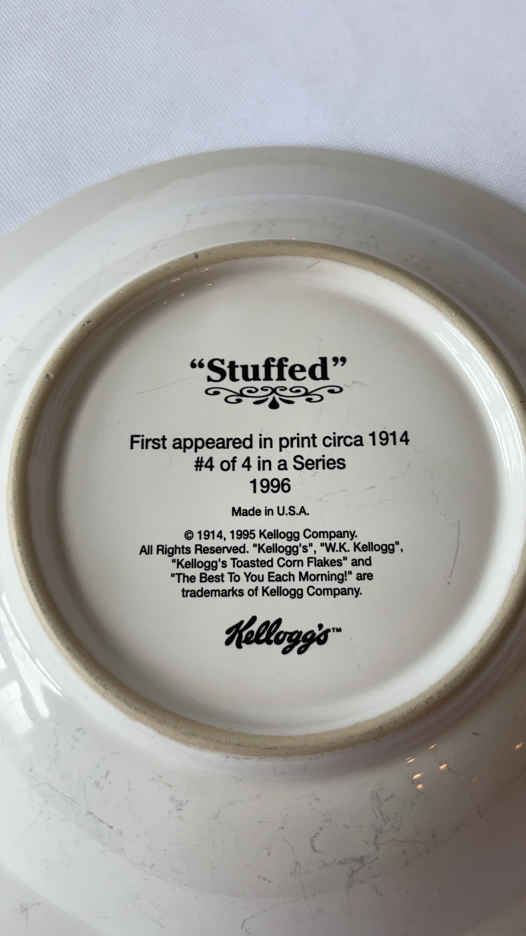 “Stuffed”
First appeared in print circa 1914
#4 of 4 in a Series
1996
Made in U.S.A.
© 1914, 1995 Kellogg Company.
All Rights Reserved. "Kellogg's", "W.K. Kellogg",
"Kellogg's Toasted Corn Flakes" and
"The Best To You Each Morning!" are
trademarks of Kellogg Company.
Kellogg's™